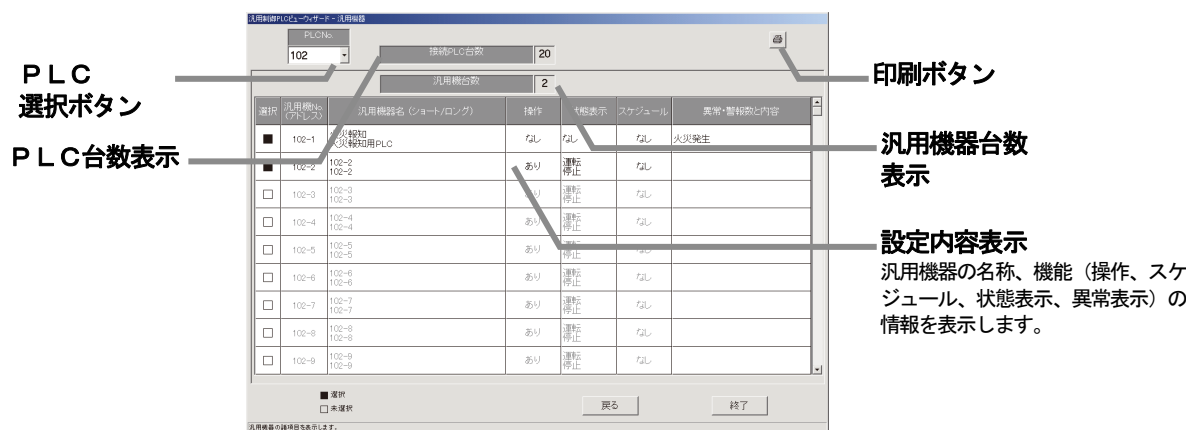 汎用制御PLCビューウィザード - 汎用機器
PLCNo.
102
接続PLC台数 20
汎用機台数 2
選択 汎用機No.(アドレス) 汎用機器名 (ショート/ロング) 操作 状態表示 スケジュール 異常・警報数と内容
■ 102-1 火災報知 なし なし なし 火災発生
火災報知用PLC
■ 102-2 102-2 あり 運転 なし
102-2 停止
□ 102-3 102-3 あり 運転 なし
102-3 停止
□ 102-4 102-4 あり 運転 なし
102-4 停止
□ 102-5 102-5 あり 運転 なし
102-5 停止
□ 102-6 102-6 あり 運転 なし
102-6 停止
□ 102-7 102-7 あり 運転 なし
102-7 停止
□ 102-8 102-8 あり 運転 なし
102-8 停止
□ 102-9 102-9 あり 運転 なし
102-9 停止
■ 選択
□ 未選択
戻る
終了
汎用機器の諸項目を表示します。
ＰＬＣ
選択ボタン
ＰＬＣ台数表示
印刷ボタン
汎用機器台数
表示
設定内容表示
汎用機器の名称、機能（操作、スケ
ジュール、状態表示、異常表示）の
情報を表示します。